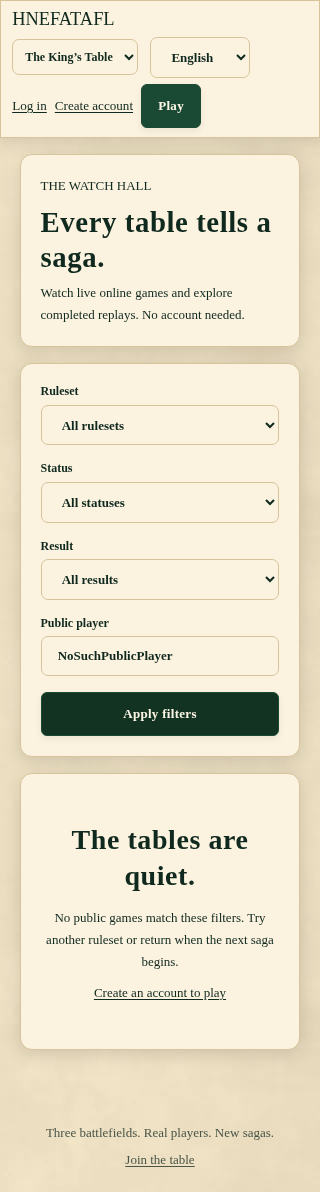 HNEFATAFL
The King’s Table
English
Log in Create account Play
THE WATCH HALL
Every table tells a
saga.
Watch live online games and explore
completed replays. No account needed.
Ruleset
All rulesets
Status
All statuses
Result
All results
Public player
NoSuchPublicPlayer
Apply filters
The tables are
quiet.
No public games match these filters. Try
another ruleset or return when the next saga
begins.
Create an account to play
Three battlefields. Real players. New sagas.
Join the table